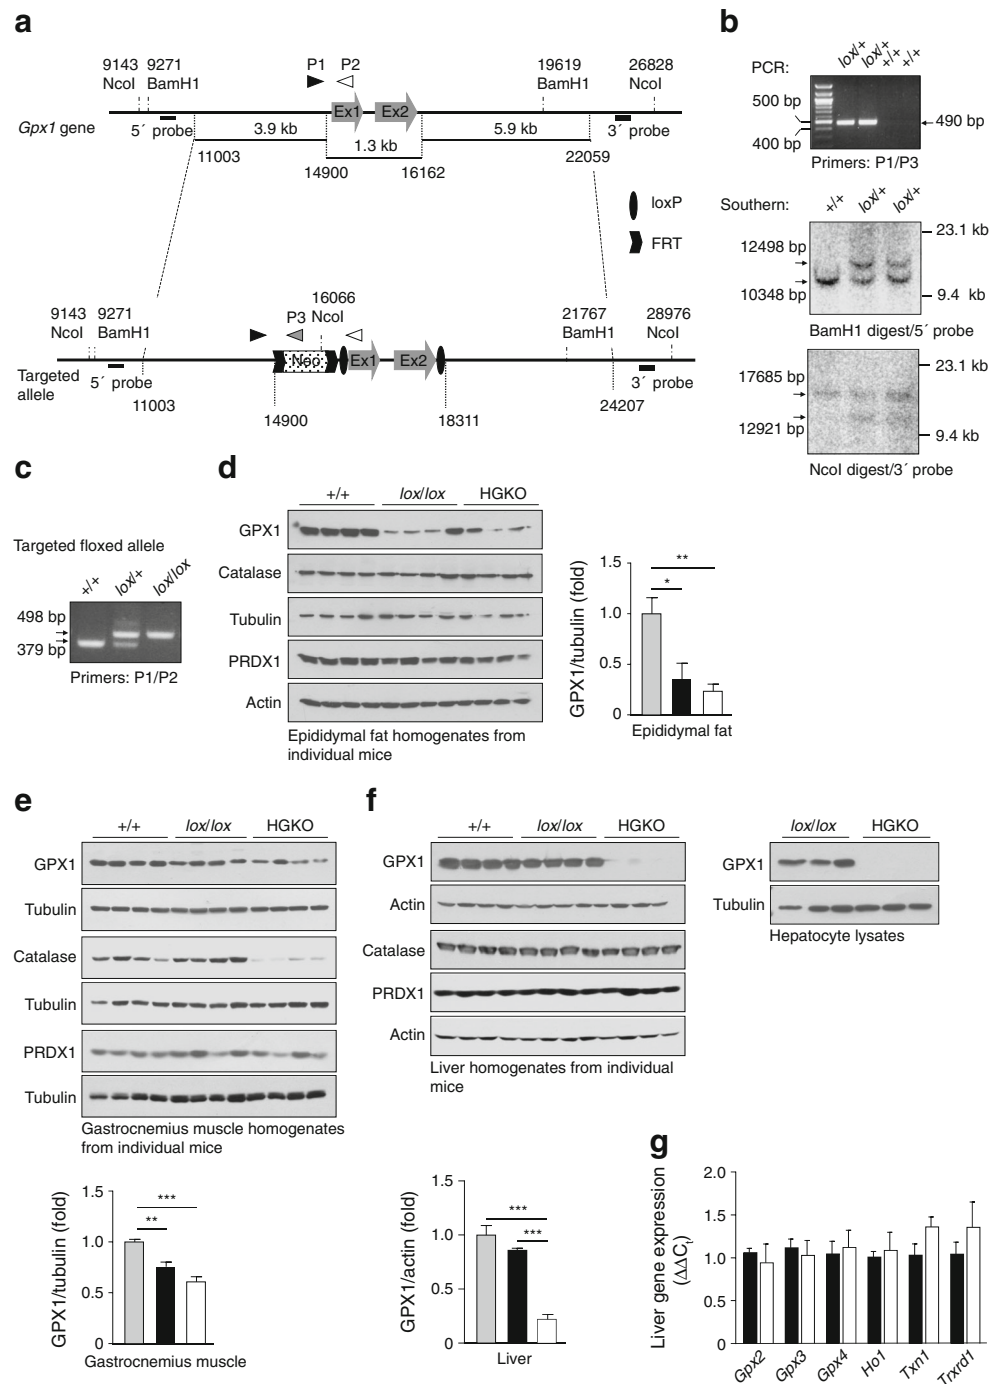 a
9143
NcoI
9271
BamH1
P1
P2
19619
BamH1
26828
NcoI
Ex1
Ex2
Gpx1 gene
5´ probe
3.9 kb
5.9 kb
3´ probe
1.3 kb
11003
14900
16162
22059
loxP
FRT
9143
NcoI
9271
BamH1
P3
16066
NcoI
21767
BamH1
28976
NcoI
Neo
Ex1
Ex2
Targeted
allele
5´ probe
3´ probe
11003
14900
18311
24207
b
PCR:
lox/+
lox/+
+/+
+/+
500 bp
400 bp
490 bp
Primers: P1/P3
Southern:
+/+
lox/+
lox/+
12498 bp
10348 bp
23.1 kb
9.4 kb
BamH1 digest/5´ probe
17685 bp
12921 bp
23.1 kb
9.4 kb
NcoI digest/3´ probe
c
Targeted floxed allele
+/+
lox/+
lox/lox
498 bp
379 bp
Primers: P1/P2
d
+/+
lox/lox
HGKO
GPX1
Catalase
Tubulin
PRDX1
Actin
Epididymal fat homogenates from
individual mice
GPX1/tubulin (fold)
1.5
1.0
0.5
0
**
*
Epididymal fat
e
+/+
lox/lox
HGKO
GPX1
Tubulin
Catalase
Tubulin
PRDX1
Tubulin
Gastrocnemius muscle homogenates
from individual mice
GPX1/tubulin (fold)
1.5
1.0
0.5
0
***
**
Gastrocnemius muscle
f
+/+
lox/lox
HGKO
GPX1
Actin
Catalase
PRDX1
Actin
Liver homogenates from individual
mice
lox/lox
HGKO
GPX1
Tubulin
Hepatocyte lysates
GPX1/actin (fold)
1.5
1.0
0.5
0
***
***
Liver
g
Liver gene expression
(ΔΔCt)
2.0
1.5
1.0
0.5
0
Gpx2
Gpx3
Gpx4
Ho1
Txn1
Trxrd1